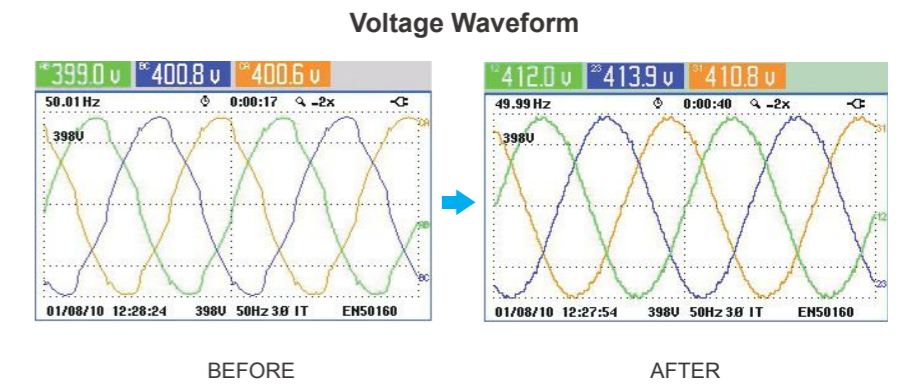 Voltage Waveform
AB 399.0 V BC 400.8 V CA 400.6 V
50.01 Hz 0:00:17 -2x
398V
CA
AB
BC
01/08/10 12:28:24 398V 50Hz 3Ø IT EN50160
BEFORE
12 412.0 V 23 413.9 V 31 410.8 V
49.99 Hz 0:00:40 -2x
398V
31
12
23
01/08/10 12:27:54 398V 50Hz 3Ø IT EN50160
AFTER